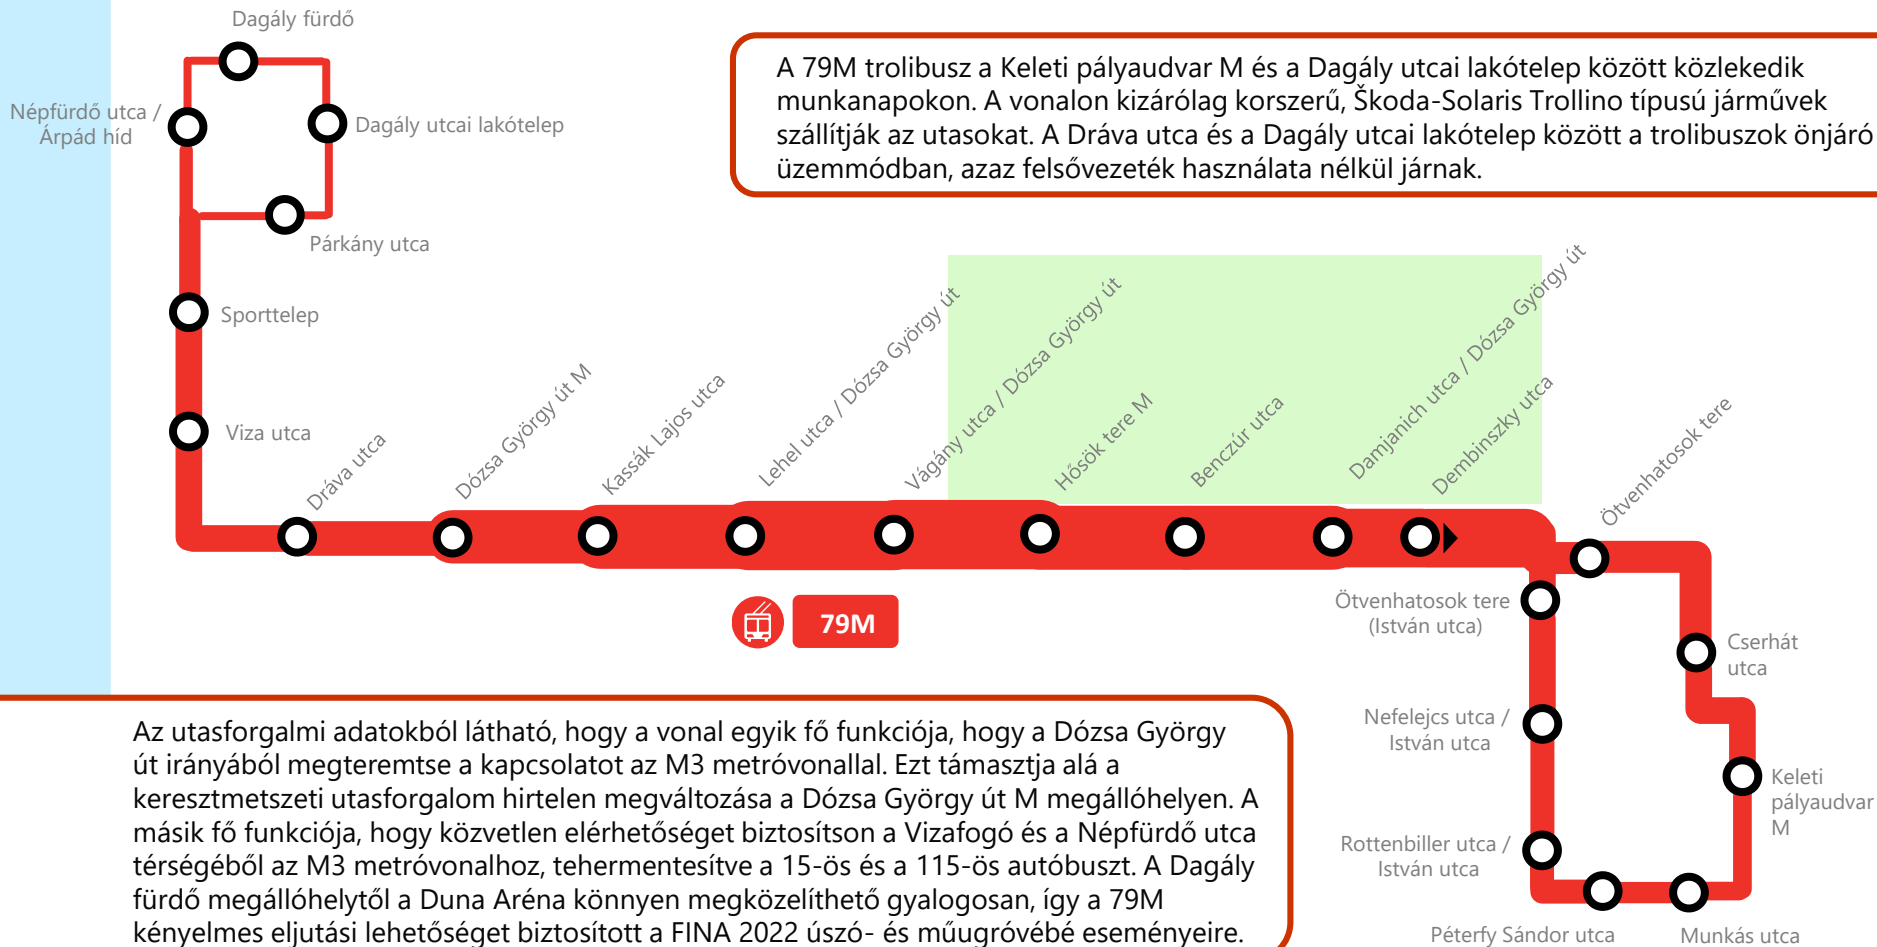 Dagály fürdő
Népfürdő utca /
Árpád híd
Dagály utcai lakótelep
Párkány utca
Sporttelep
Viza utca
A 79M trolibusz a Keleti pályaudvar M és a Dagály utcai lakótelep között közlekedik
munkanapokon. A vonalon kizárólag korszerű, Škoda-Solaris Trollino típusú járművek
szállítják az utasokat. A Dráva utca és a Dagály utcai lakótelep között a trolibuszok önjáró
üzemmódban, azaz felsővezeték használata nélkül járnak.
Dráva utca
Dózsa György út M
Kassák Lajos utca
Lehel utca / Dózsa György út
Vágány utca / Dózsa György út
Hősök tere M
Benczúr utca
Damjanich utca / Dózsa György út
Dembinszky utca
Ötvenhatosok tere
79M
Ötvenhatosok tere
(István utca)
Cserhát
utca
Nefelejcs utca /
István utca
Keleti
pályaudvar
M
Rottenbiller utca /
István utca
Péterfy Sándor utca
Munkás utca
Az utasforgalmi adatokból látható, hogy a vonal egyik fő funkciója, hogy a Dózsa György
út irányából megteremtse a kapcsolatot az M3 metróvonallal. Ezt támasztja alá a
keresztmetszeti utasforgalom hirtelen megváltozása a Dózsa György út M megállóhelyen. A
másik fő funkciója, hogy közvetlen elérhetőséget biztosítson a Vizafogó és a Népfürdő utca
térségéből az M3 metróvonalhoz, tehermentesítve a 15-ös és a 115-ös autóbuszt. A Dagály
fürdő megállóhelytől a Duna Aréna könnyen megközelíthető gyalogosan, így a 79M
kényelmes eljutási lehetőséget biztosított a FINA 2022 úszó- és műugróvébé eseményeire.